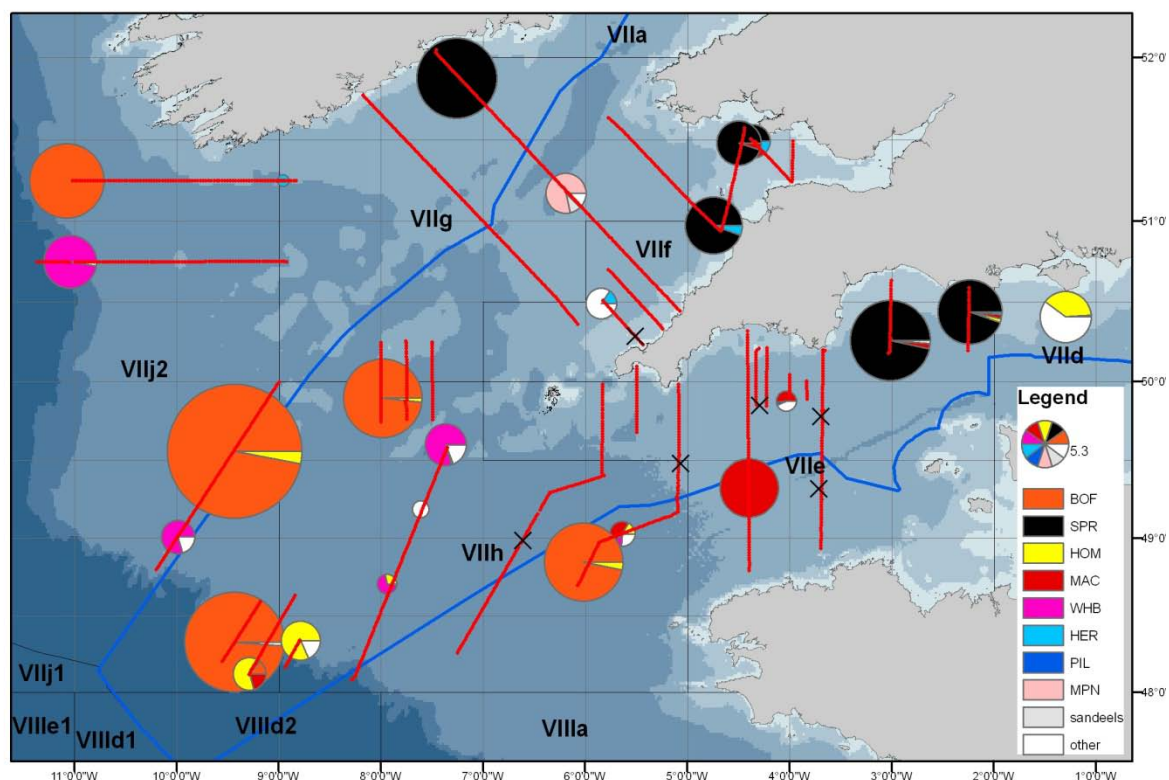 VIIa
52°0'
VIIg
VIIf
51°0'
VIIj2
VIId
50°0'
Legend
5.3
VIIe
BOF
SPR
49°0'
VIIh
HOM
MAC
WHB
HER
PIL
48°0'
VIIj1
MPN
VIIIe1
VIIId2
VIIIa
sandeels
VIIId1
other
11°0'0"W 10°0'0"W 9°0'0"W 8°0'0"W 7°0'0"W 6°0'0"W 5°0'0"W 4°0'0"W 3°0'0"W 2°0'0"W 1°0'0"W